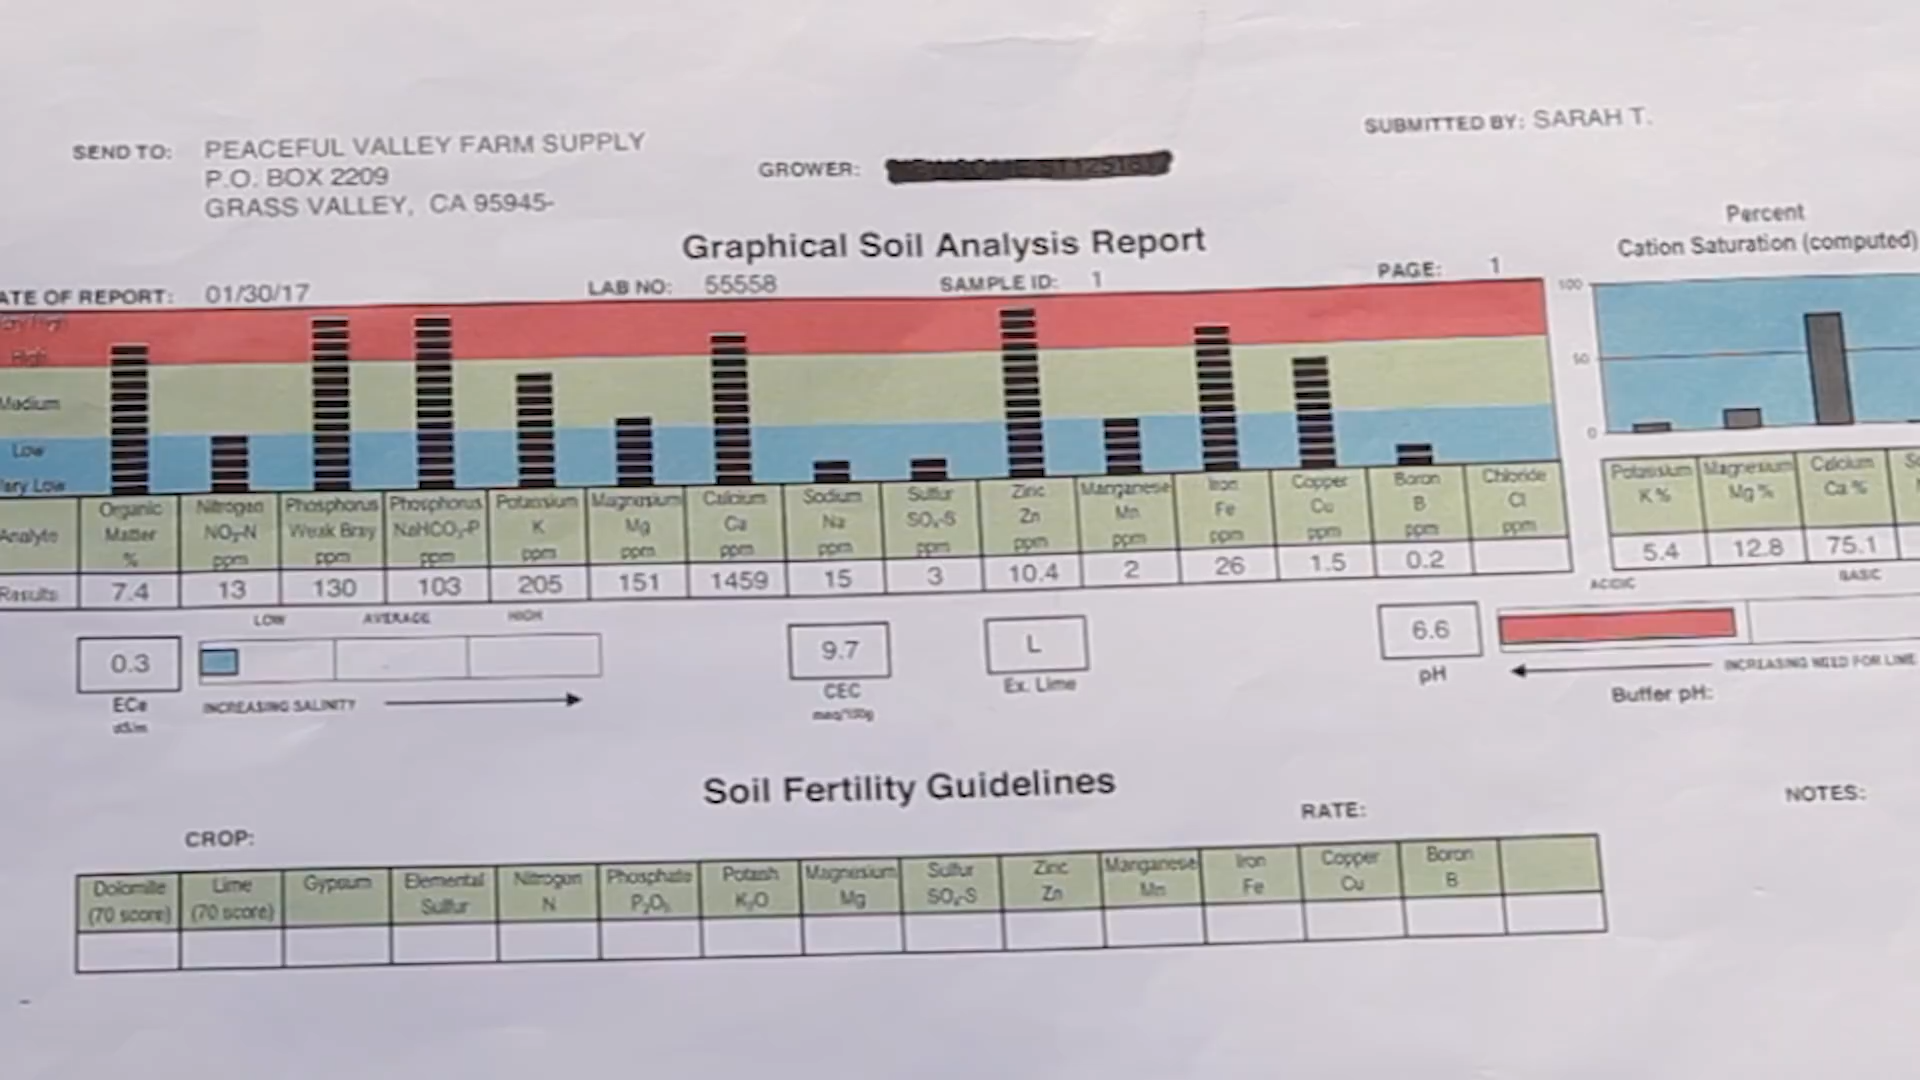 SEND TO: PEACEFUL VALLEY FARM SUPPLY
P.O. BOX 2209
GRASS VALLEY, CA 95945-
GROWER:
SUBMITTED BY: SARAH T.
Graphical Soil Analysis Report
ATE OF REPORT: 01/30/17 LAB NO: 55558 SAMPLE ID: 1 PAGE: 1
High
Medium
Low
ery Low
Analyte Organic Matter % Nitrogen NO₃-N ppm Phosphorus Weak Bray ppm Phosphorus NaHCO₃-P ppm Potassium K ppm Magnesium Mg ppm Calcium Ca ppm Sodium Na ppm Sulfur SO₄-S ppm Zinc Zn ppm Manganese Mn ppm Iron Fe ppm Copper Cu ppm Boron B ppm Chloride Cl ppm
Results 7.4 13 130 103 205 151 1459 15 3 10.4 2 26 1.5 0.2
Percent
Cation Saturation (computed)
100
50
0
Potassium K % Magnesium Mg % Calcium Ca %
5.4 12.8 75.1
LOW AVERAGE HIGH
0.3
ECe
dS/m
INCREASING SALINITY
9.7
CEC
meq/100g
L
Ex. Lime
ACIDIC BASIC
6.6
pH
INCREASING NEED FOR LIME
Buffer pH:
Soil Fertility Guidelines
CROP: RATE: NOTES:
Dolomite (70 score) Lime (70 score) Gypsum Elemental Sulfur Nitrogen N Phosphate P₂O₅ Potash K₂O Magnesium Mg Sulfur SO₄-S Zinc Zn Manganese Mn Iron Fe Copper Cu Boron B